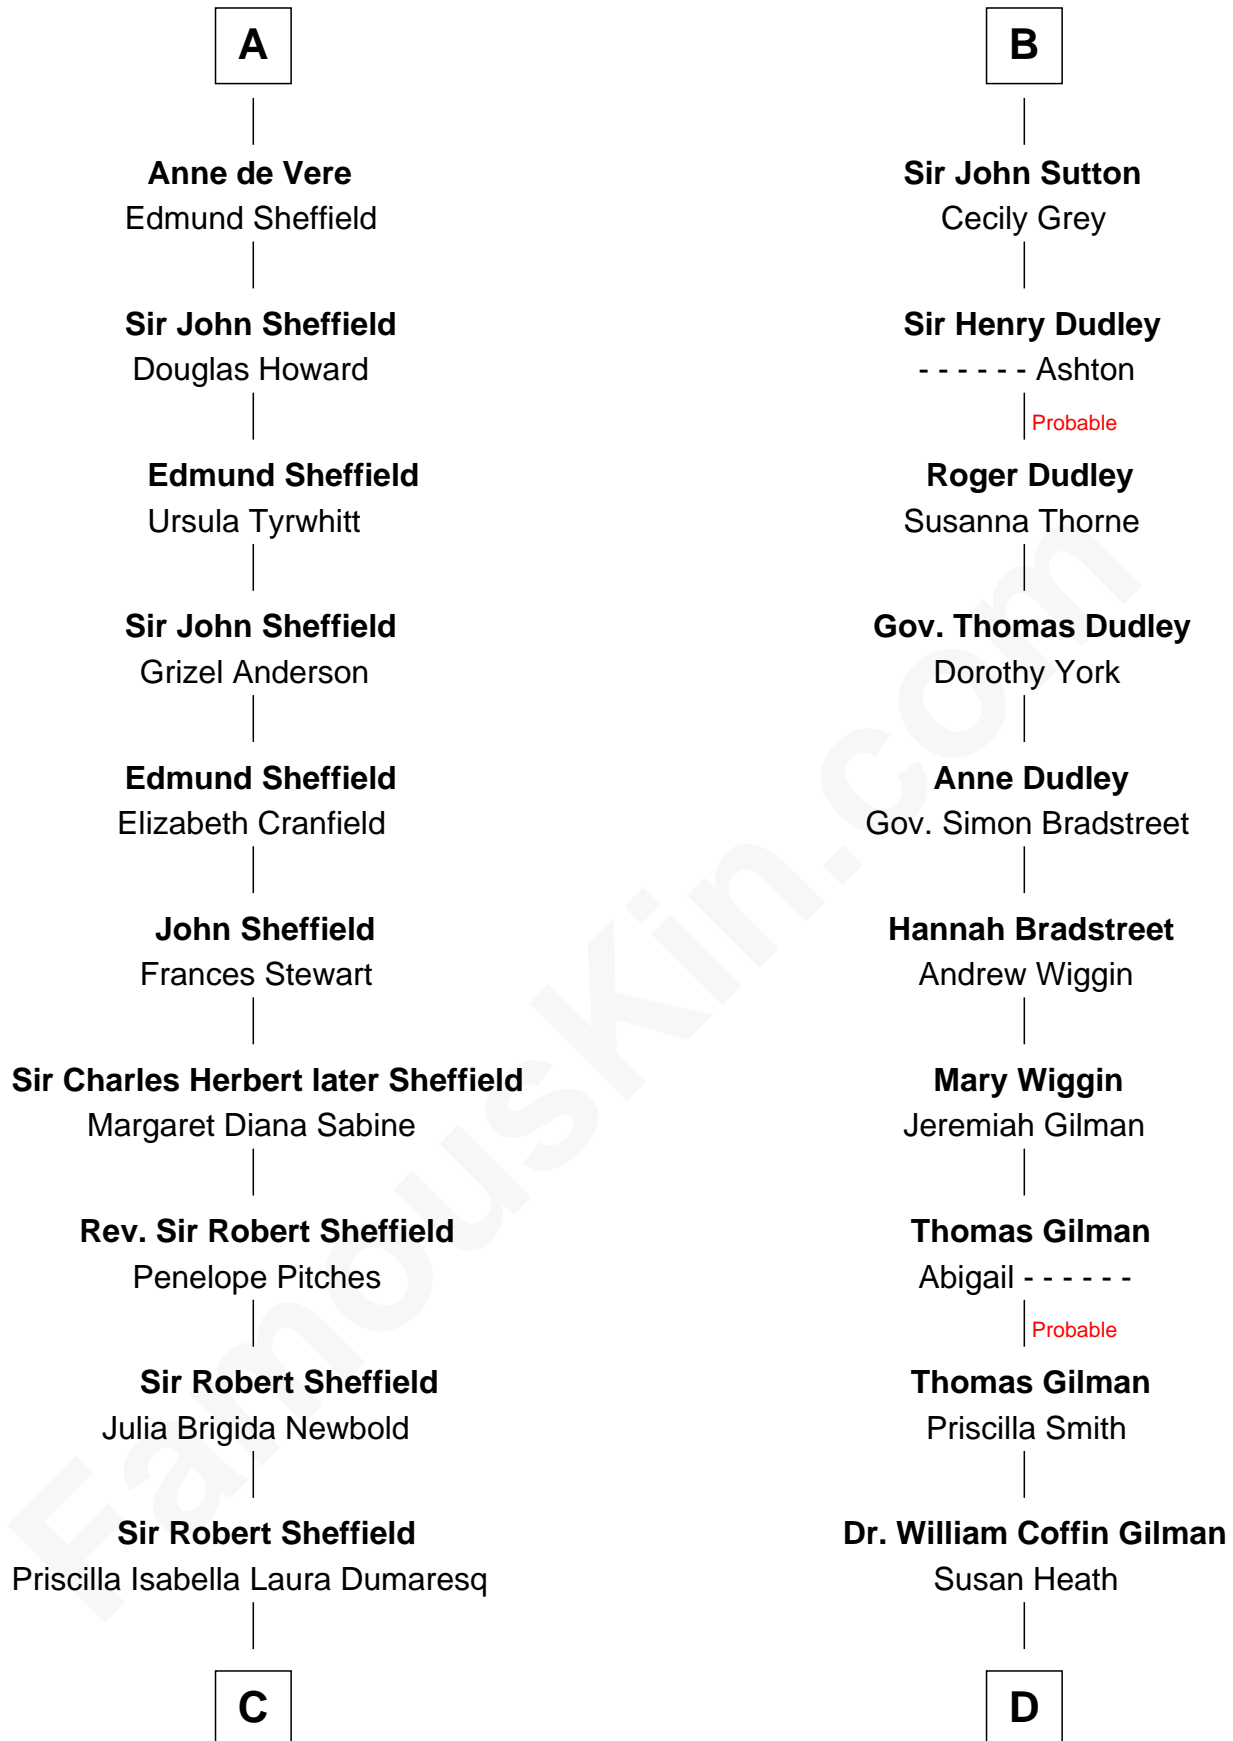 A
Anne de Vere
Edmund Sheffield
Sir John Sheffield
Douglas Howard
Edmund Sheffield
Ursula Tyrwhitt
Sir John Sheffield
Grizel Anderson
Edmund Sheffield
Elizabeth Cranfield
John Sheffield
Frances Stewart
Sir Charles Herbert later Sheffield
Margaret Diana Sabine
Rev. Sir Robert Sheffield
Penelope Pitches
Sir Robert Sheffield
Julia Brigida Newbold
Sir Robert Sheffield
Priscilla Isabella Laura Dumaresq
C
B
Sir John Sutton
Cecily Grey
Sir Henry Dudley
- - - - - - Ashton
Probable
Roger Dudley
Susanna Thorne
Gov. Thomas Dudley
Dorothy York
Anne Dudley
Gov. Simon Bradstreet
Hannah Bradstreet
Andrew Wiggin
Mary Wiggin
Jeremiah Gilman
Thomas Gilman
Abigail - - - - - -
Probable
Thomas Gilman
Priscilla Smith
Dr. William Coffin Gilman
Susan Heath
D
FamousKin.com